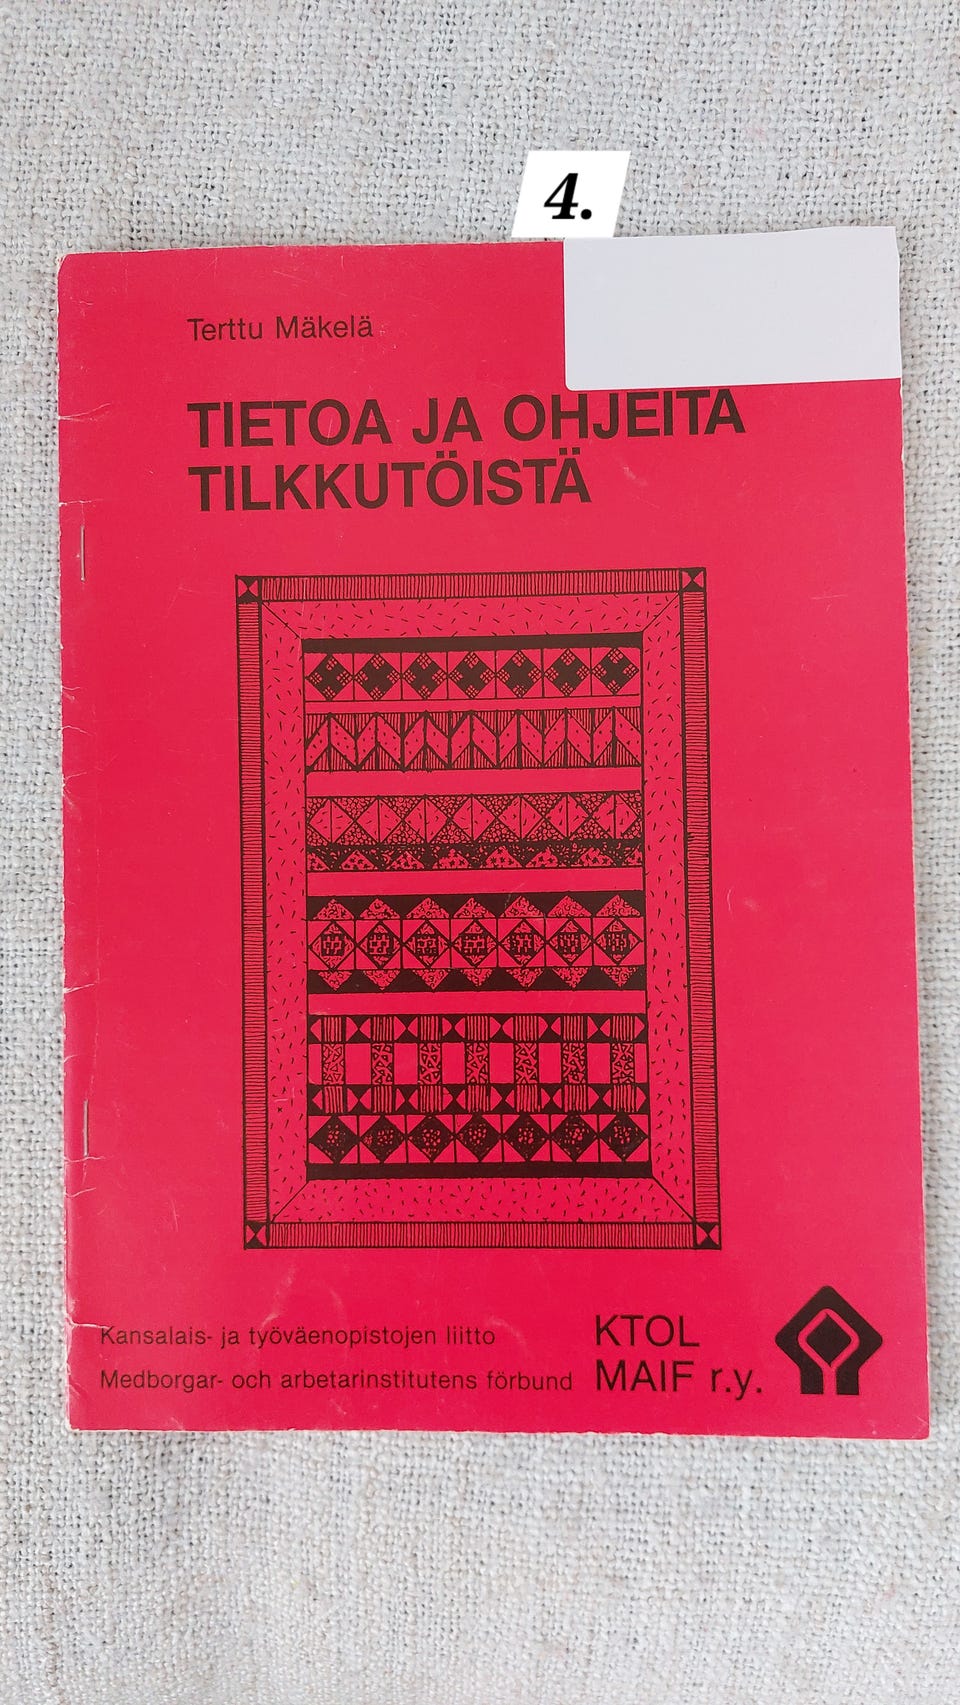 4.
Terttu Mäkelä
TIETOA JA OHJEITA
TILKKUTÖISTÄ
Kansalais- ja työväenopistojen liitto
Medborgar- och arbetarinstitutens förbund
KTOL
MAIF r.y.